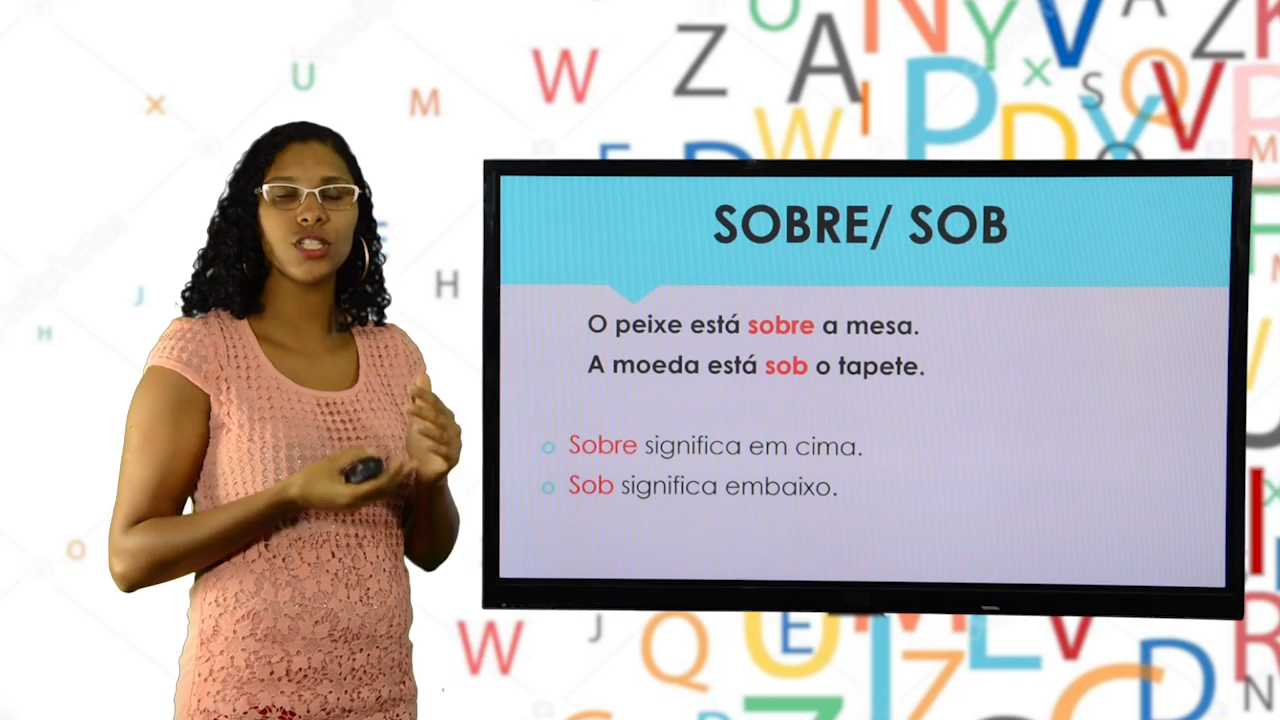 SOBRE/ SOB
O peixe está sobre a mesa.
A moeda está sob o tapete.
Sobre significa em cima.
Sob significa embaixo.